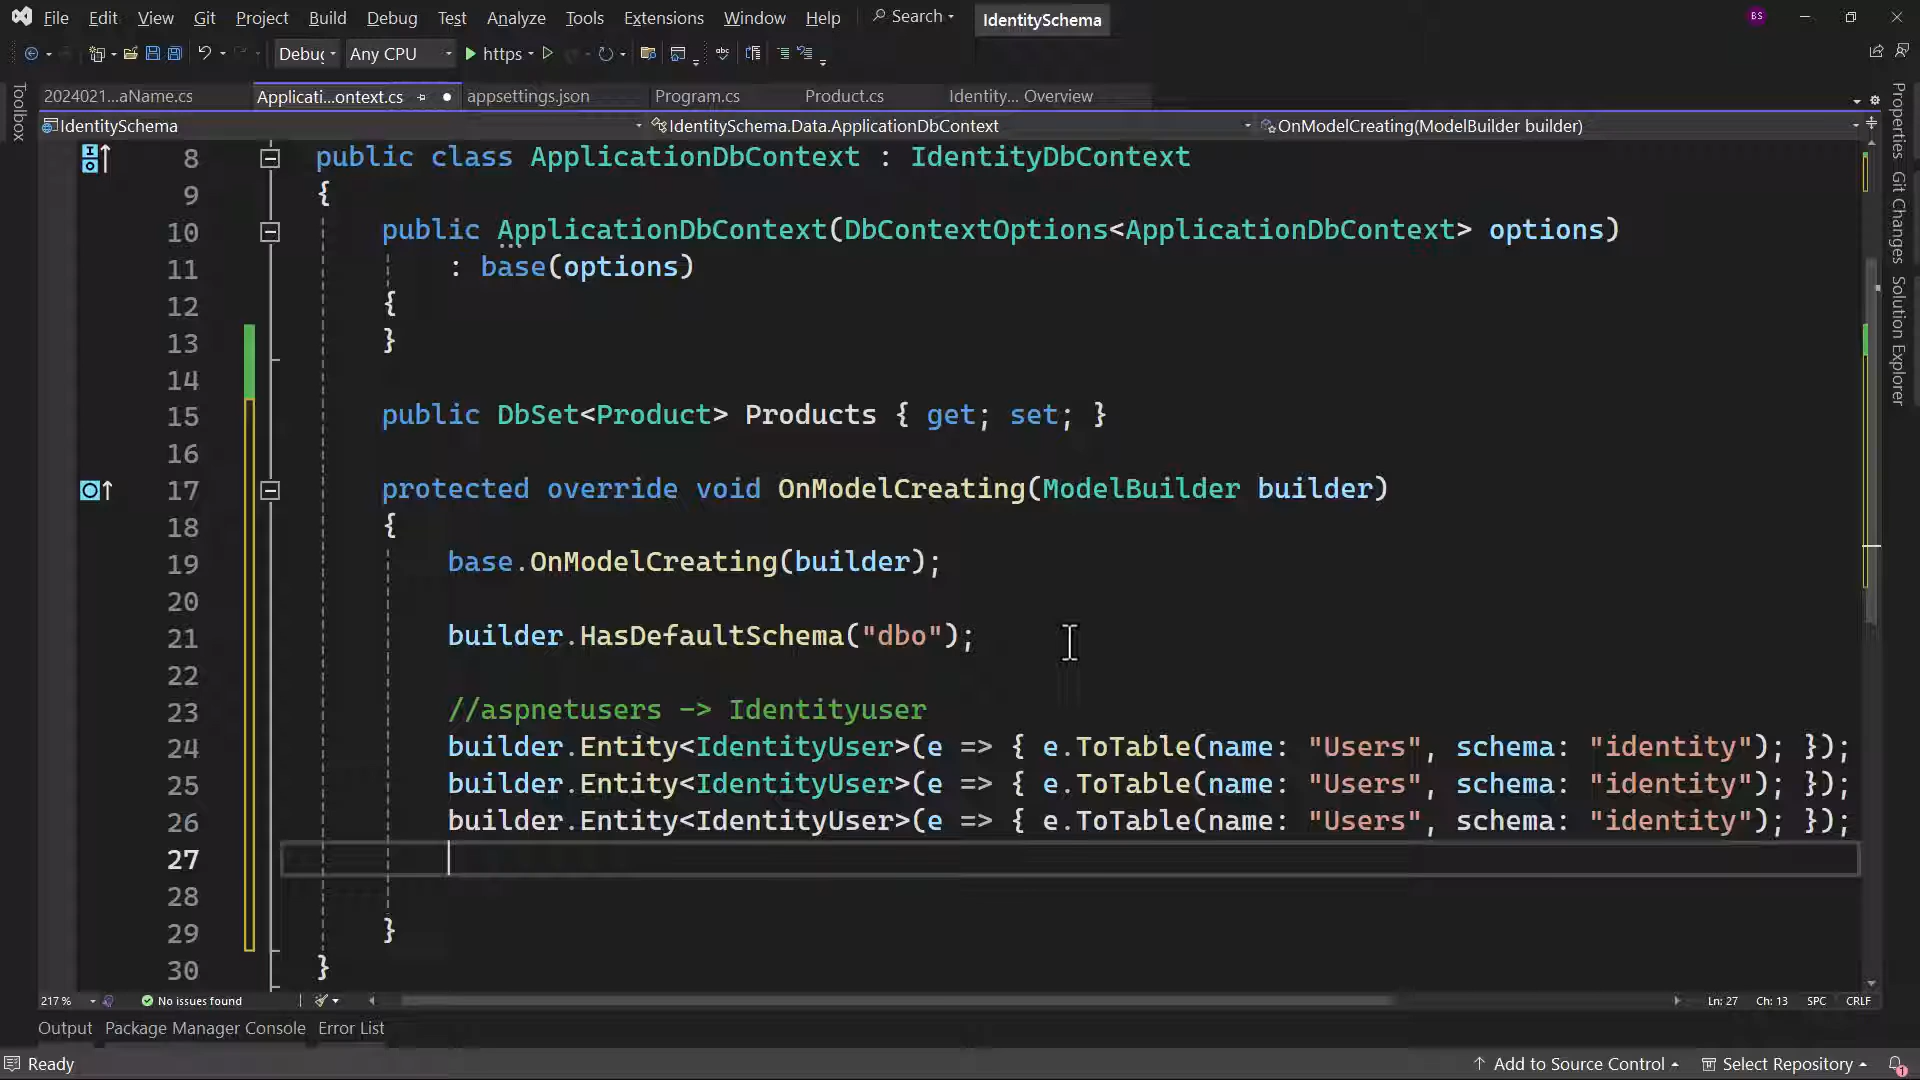 File Edit View Git Project Build Debug Test Analyze Tools Extensions Window Help Search IdentitySchema BS
Debug Any CPU https
2024021...aName.cs Applicati...ontext.cs appsettings.json Program.cs Product.cs Identity... Overview
IdentitySchema IdentitySchema.Data.ApplicationDbContext OnModelCreating(ModelBuilder builder)
Toolbox
8 public class ApplicationDbContext : IdentityDbContext
9 {
10 public ApplicationDbContext(DbContextOptions<ApplicationDbContext> options)
11 : base(options)
12 {
13 }
14
15 public DbSet<Product> Products { get; set; }
16
17 protected override void OnModelCreating(ModelBuilder builder)
18 {
19 base.OnModelCreating(builder);
20
21 builder.HasDefaultSchema("dbo");
22
23 //aspnetusers -> Identityuser
24 builder.Entity<IdentityUser>(e => { e.ToTable(name: "Users", schema: "identity"); });
25 builder.Entity<IdentityUser>(e => { e.ToTable(name: "Users", schema: "identity"); });
26 builder.Entity<IdentityUser>(e => { e.ToTable(name: "Users", schema: "identity"); });
27
28
29 }
30 }
Properties
Git Changes
Solution Explorer
217 % No issues found Ln: 27 Ch: 13 SPC CRLF
Output Package Manager Console Error List
Ready Add to Source Control Select Repository 1